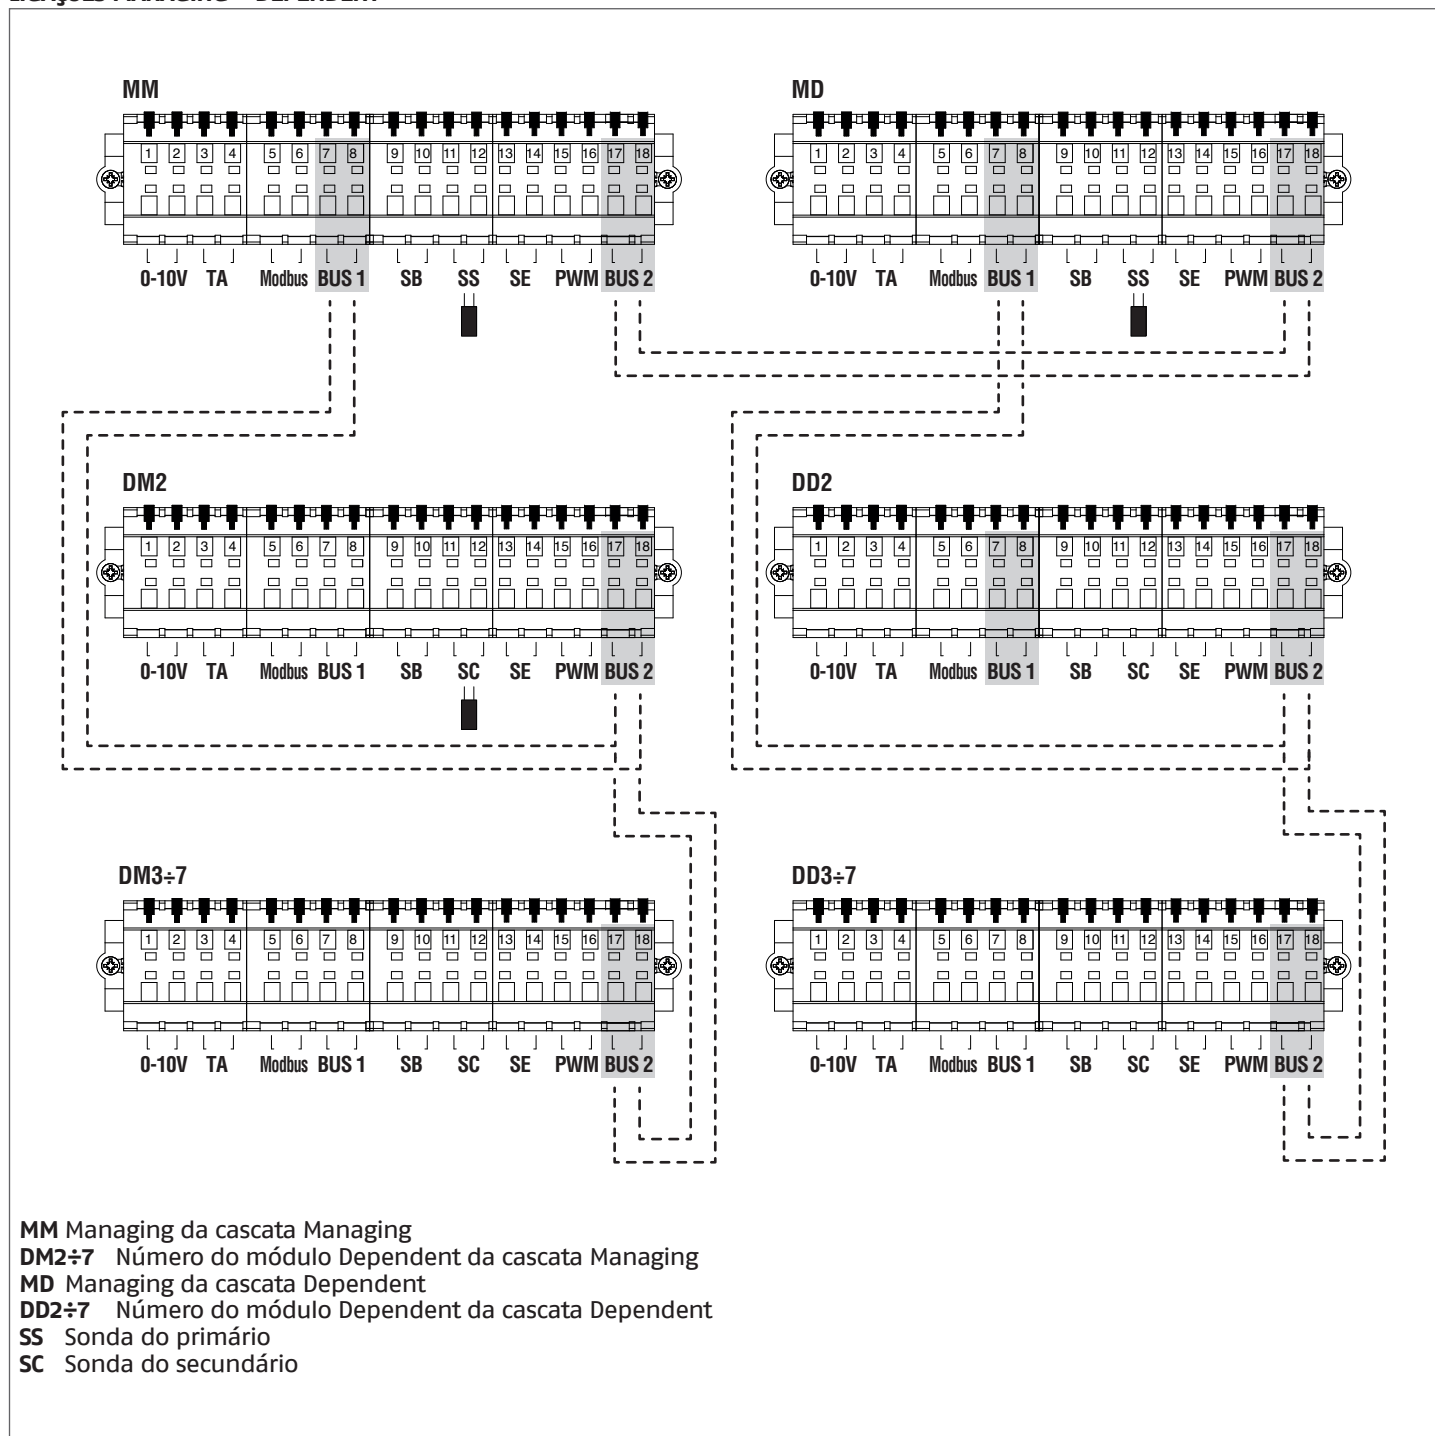 LIGAÇÕES MANAGING - DEPENDENT
MM
1 2 3 4 5 6 7 8 9 10 11 12 13 14 15 16 17 18
0-10V TA Modbus BUS 1 SB SS SE PWM BUS 2
MD
1 2 3 4 5 6 7 8 9 10 11 12 13 14 15 16 17 18
0-10V TA Modbus BUS 1 SB SS SE PWM BUS 2
DM2
1 2 3 4 5 6 7 8 9 10 11 12 13 14 15 16 17 18
0-10V TA Modbus BUS 1 SB SC SE PWM BUS 2
DD2
1 2 3 4 5 6 7 8 9 10 11 12 13 14 15 16 17 18
0-10V TA Modbus BUS 1 SB SC SE PWM BUS 2
DM3÷7
1 2 3 4 5 6 7 8 9 10 11 12 13 14 15 16 17 18
0-10V TA Modbus BUS 1 SB SC SE PWM BUS 2
DD3÷7
1 2 3 4 5 6 7 8 9 10 11 12 13 14 15 16 17 18
0-10V TA Modbus BUS 1 SB SC SE PWM BUS 2
MM Managing da cascata Managing
DM2÷7 Número do módulo Dependent da cascata Managing
MD Managing da cascata Dependent
DD2÷7 Número do módulo Dependent da cascata Dependent
SS Sonda do primário
SC Sonda do secundário